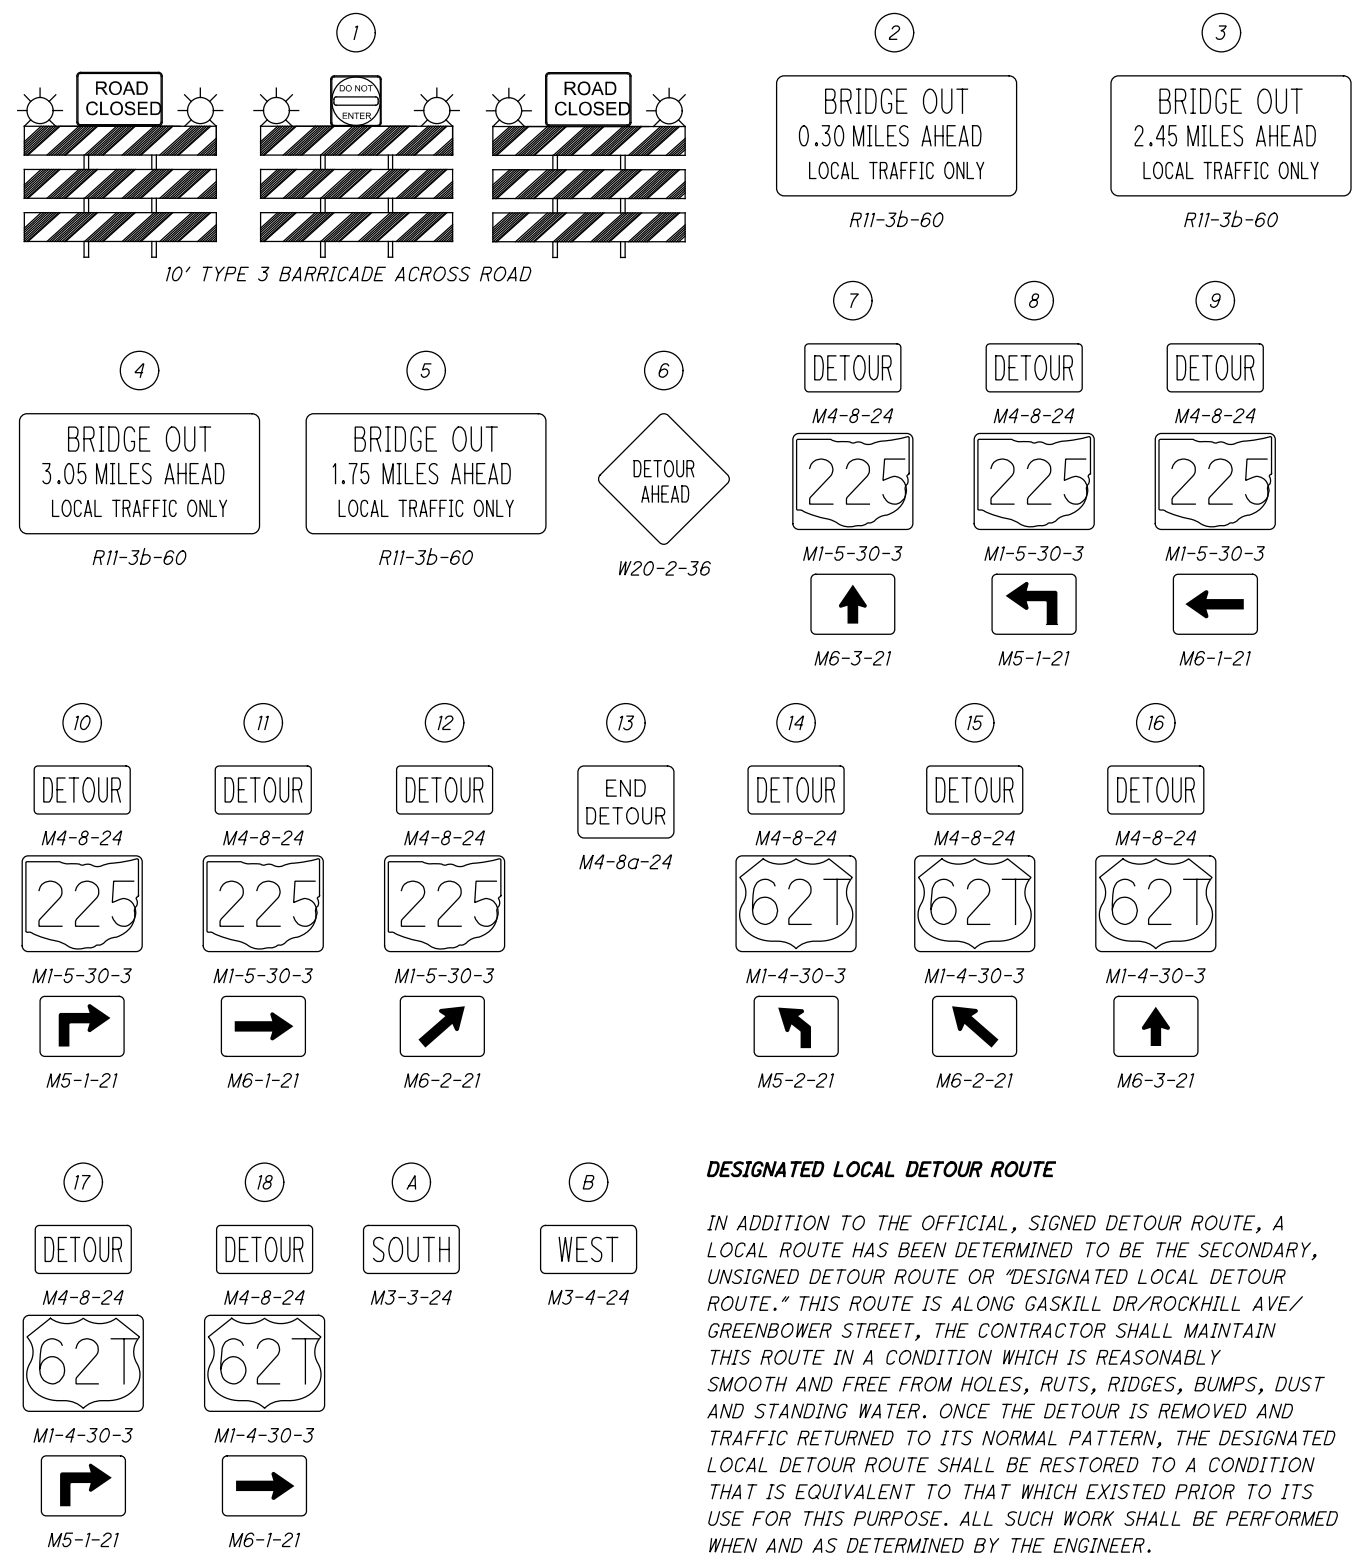 1
ROAD
CLOSED
DO NOT
ENTER
ROAD
CLOSED
10' TYPE 3 BARRICADE ACROSS ROAD
2
BRIDGE OUT
0.30 MILES AHEAD
LOCAL TRAFFIC ONLY
R11-3b-60
3
BRIDGE OUT
2.45 MILES AHEAD
LOCAL TRAFFIC ONLY
R11-3b-60
4
BRIDGE OUT
3.05 MILES AHEAD
LOCAL TRAFFIC ONLY
R11-3b-60
5
BRIDGE OUT
1.75 MILES AHEAD
LOCAL TRAFFIC ONLY
R11-3b-60
6
DETOUR
AHEAD
W20-2-36
7
DETOUR
M4-8-24
225
M1-5-30-3
M6-3-21
8
DETOUR
M4-8-24
225
M1-5-30-3
M5-1-21
9
DETOUR
M4-8-24
225
M1-5-30-3
M6-1-21
10
DETOUR
M4-8-24
225
M1-5-30-3
M5-1-21
11
DETOUR
M4-8-24
225
M1-5-30-3
M6-1-21
12
DETOUR
M4-8-24
225
M1-5-30-3
M6-2-21
13
END
DETOUR
M4-8a-24
14
DETOUR
M4-8-24
62T
M1-4-30-3
M5-2-21
15
DETOUR
M4-8-24
62T
M1-4-30-3
M6-2-21
16
DETOUR
M4-8-24
62T
M1-4-30-3
M6-3-21
17
DETOUR
M4-8-24
62T
M1-4-30-3
M5-1-21
18
DETOUR
M4-8-24
62T
M1-4-30-3
M6-1-21
A
SOUTH
M3-3-24
B
WEST
M3-4-24
DESIGNATED LOCAL DETOUR ROUTE
IN ADDITION TO THE OFFICIAL, SIGNED DETOUR ROUTE, A
LOCAL ROUTE HAS BEEN DETERMINED TO BE THE SECONDARY,
UNSIGNED DETOUR ROUTE OR "DESIGNATED LOCAL DETOUR
ROUTE." THIS ROUTE IS ALONG GASKILL DR/ROCKHILL AVE/
GREENBOWER STREET, THE CONTRACTOR SHALL MAINTAIN
THIS ROUTE IN A CONDITION WHICH IS REASONABLY
SMOOTH AND FREE FROM HOLES, RUTS, RIDGES, BUMPS, DUST
AND STANDING WATER. ONCE THE DETOUR IS REMOVED AND
TRAFFIC RETURNED TO ITS NORMAL PATTERN, THE DESIGNATED
LOCAL DETOUR ROUTE SHALL BE RESTORED TO A CONDITION
THAT IS EQUIVALENT TO THAT WHICH EXISTED PRIOR TO ITS
USE FOR THIS PURPOSE. ALL SUCH WORK SHALL BE PERFORMED
WHEN AND AS DETERMINED BY THE ENGINEER.